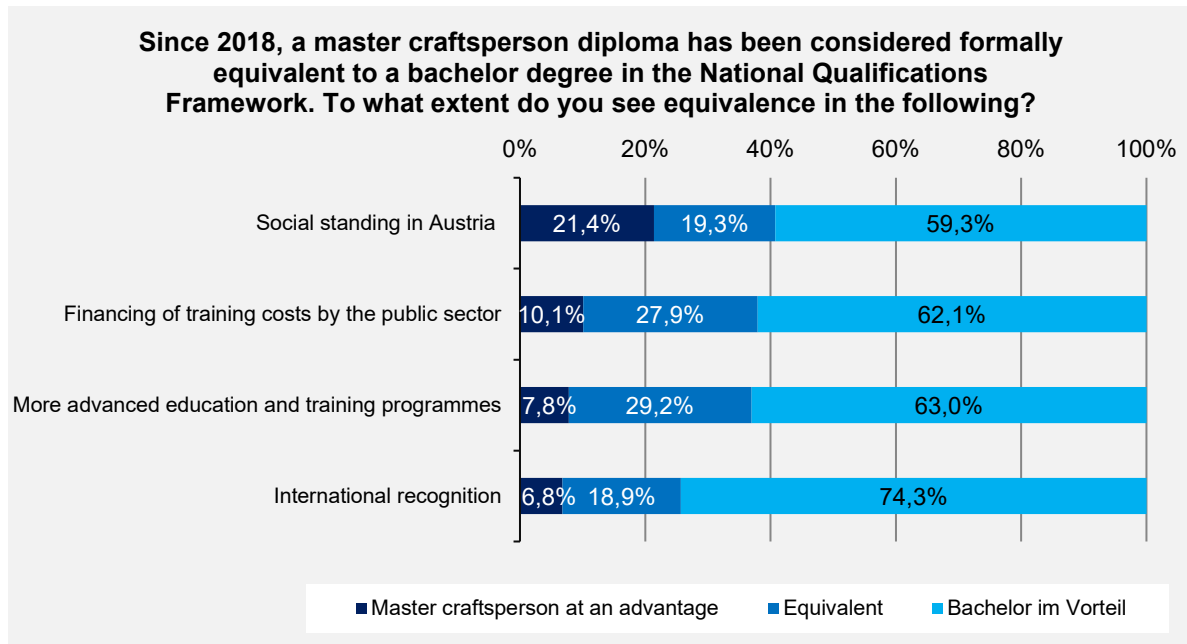 Since 2018, a master craftsperson diploma has been considered formally
equivalent to a bachelor degree in the National Qualifications
Framework. To what extent do you see equivalence in the following?
0% 20% 40% 60% 80% 100%
Social standing in Austria 21,4% 19,3% 59,3%
Financing of training costs by the public sector 10,1% 27,9% 62,1%
More advanced education and training programmes 7,8% 29,2% 63,0%
International recognition 6,8% 18,9% 74,3%
Master craftsperson at an advantage Equivalent Bachelor im Vorteil